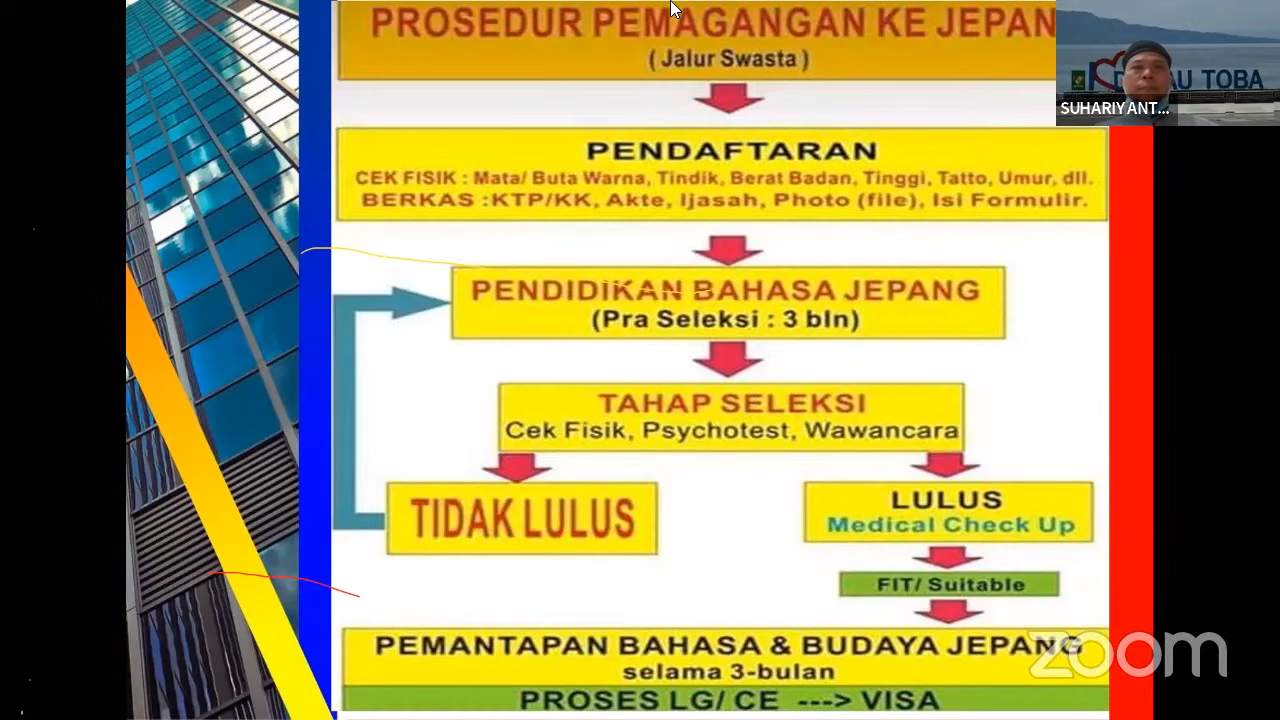 PROSEDUR PEMAGANGAN KE JEPAN
( Jalur Swasta )
TOBA
SUHARIYANT...
PENDAFTARAN
CEK FISIK : Mata/ Buta Warna, Tindik, Berat Badan, Tinggi, Tatto, Umur, dll.
BERKAS :KTP/KK, Akte, Ijasah, Photo (file), Isi Formulir.
PENDIDIKAN BAHASA JEPANG
(Pra Seleksi : 3 bln)
TAHAP SELEKSI
Cek Fisik, Psychotest, Wawancara
TIDAK LULUS
LULUS
Medical Check Up
FIT/ Suitable
PEMANTAPAN BAHASA & BUDAYA JEPANG
selama 3-bulan
PROSES LG/ CE ---> VISA
zoom